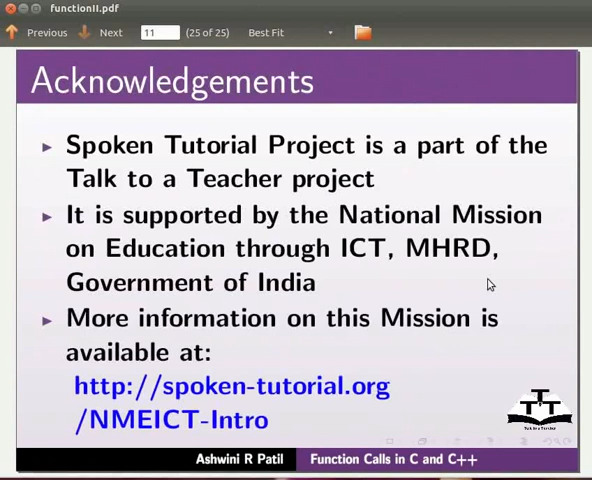 functionII.pdf
Previous Next 11 (25 of 25) Best Fit
Acknowledgements
Spoken Tutorial Project is a part of the
Talk to a Teacher project
It is supported by the National Mission
on Education through ICT, MHRD,
Government of India
More information on this Mission is
available at:
http://spoken-tutorial.org
/NMEICT-Intro
Ashwini R Patil Function Calls in C and C++